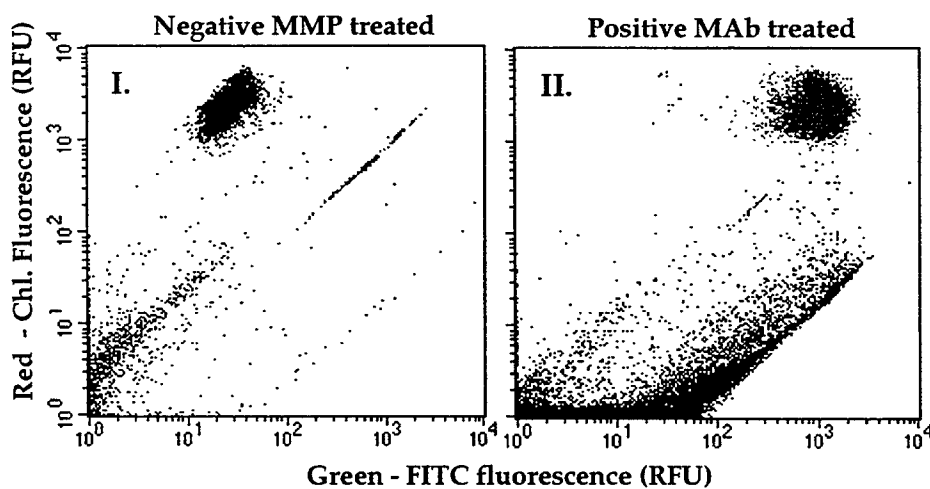 Negative MMP treated
Positive MAb treated
Red - Chl. Fluorescence (RFU)
10^4
10^3
10^2
10^1
10^0
I.
II.
10^0 10^1 10^2 10^3 10^4
10^0 10^1 10^2 10^3 10^4
Green - FITC fluorescence (RFU)